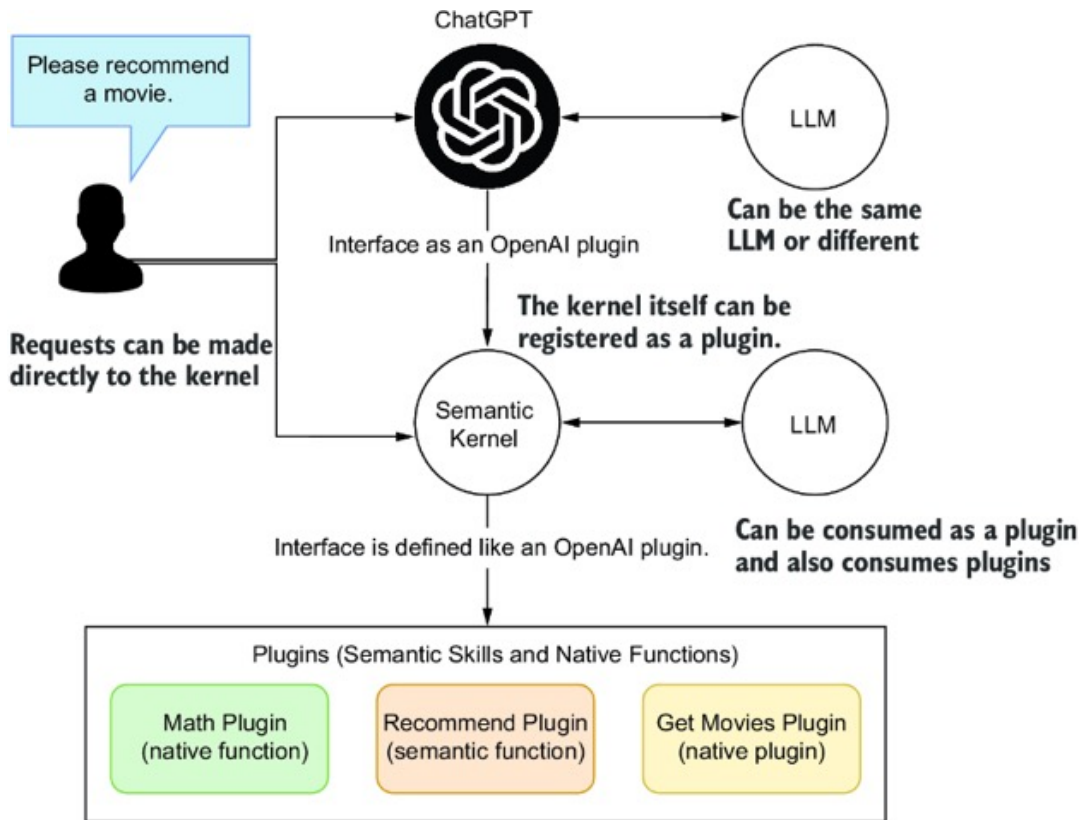 ChatGPT
Please recommend
a movie.
LLM
Can be the same
LLM or different
Interface as an OpenAI plugin
The kernel itself can be
registered as a plugin.
Requests can be made
directly to the kernel
Semantic
Kernel
LLM
Can be consumed as a plugin
and also consumes plugins
Interface is defined like an OpenAI plugin.
Plugins (Semantic Skills and Native Functions)
Math Plugin
(native function)
Recommend Plugin
(semantic function)
Get Movies Plugin
(native plugin)